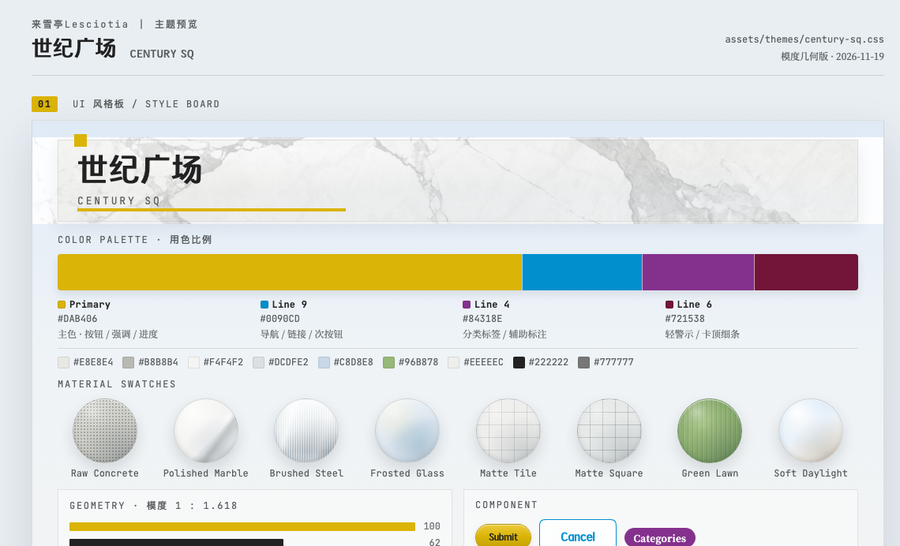 来雪亭Lesciotia | 主题预览
世纪广场 CENTURY SQ
assets/themes/century-sq.css
模度几何版 · 2026-11-19
01 UI 风格板 / STYLE BOARD
世纪广场
CENTURY SQ
COLOR PALETTE · 用色比例
Primary
#DAB406
主色 · 按钮 / 强调 / 进度
Line 9
#0090CD
导航 / 链接 / 次按钮
Line 4
#84318E
分类标签 / 辅助标注
Line 6
#721538
轻警示 / 卡顶细条
#E8E8E4 #B8B8B4 #F4F4F2 #DCDFE2 #C8D8E8 #96B878 #EEEEEC #222222 #777777
MATERIAL SWATCHES
Raw Concrete Polished Marble Brushed Steel Frosted Glass Matte Tile Matte Square Green Lawn Soft Daylight
GEOMETRY · 模度 1 : 1.618
100
62
COMPONENT
Submit Cancel Categories